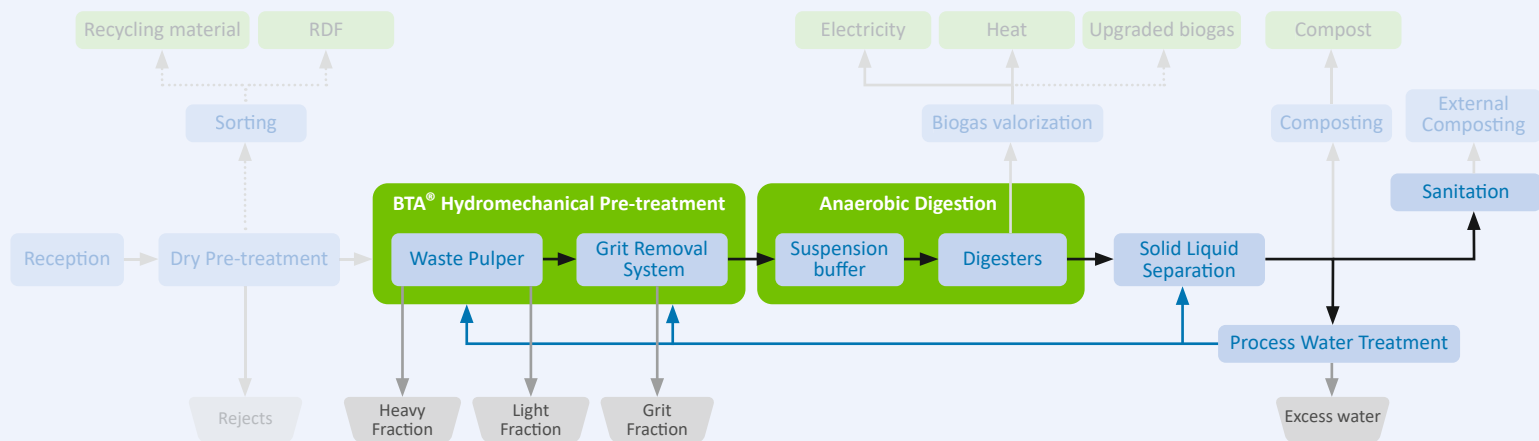 Recycling material
RDF
Electricity
Heat
Upgraded biogas
Compost
Sorting
Biogas valorization
Composting
External
Composting
BTA® Hydromechanical Pre-treatment
Anaerobic Digestion
Sanitation
Reception
Dry Pre-treatment
Waste Pulper
Grit Removal
System
Suspension
buffer
Digesters
Solid Liquid
Separation
Process Water Treatment
Rejects
Heavy
Fraction
Light
Fraction
Grit
Fraction
Excess water